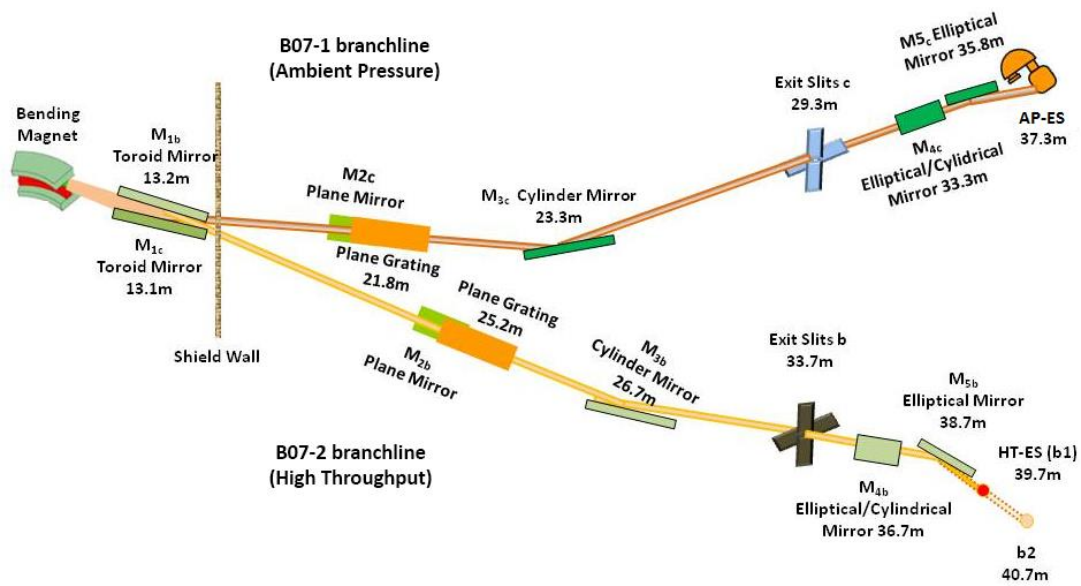 B07-1 branchline
(Ambient Pressure)
M5c Elliptical
Mirror 35.8m
Exit Slits c
29.3m
Bending
Magnet
M1b
Toroid Mirror
13.2m
AP-ES
37.3m
M4c
Elliptical/Cylidrical
Mirror 33.3m
M2c
Plane Mirror
M3c Cylinder Mirror
23.3m
M1c
Toroid Mirror
13.1m
Plane Grating
21.8m
Plane Grating
25.2m
Shield Wall
M2b
Plane Mirror
M3b
Cylinder Mirror
26.7m
Exit Slits b
33.7m
M5b
Elliptical Mirror
38.7m
B07-2 branchline
(High Throughput)
HT-ES (b1)
39.7m
M4b
Elliptical/Cylindrical
Mirror 36.7m
b2
40.7m